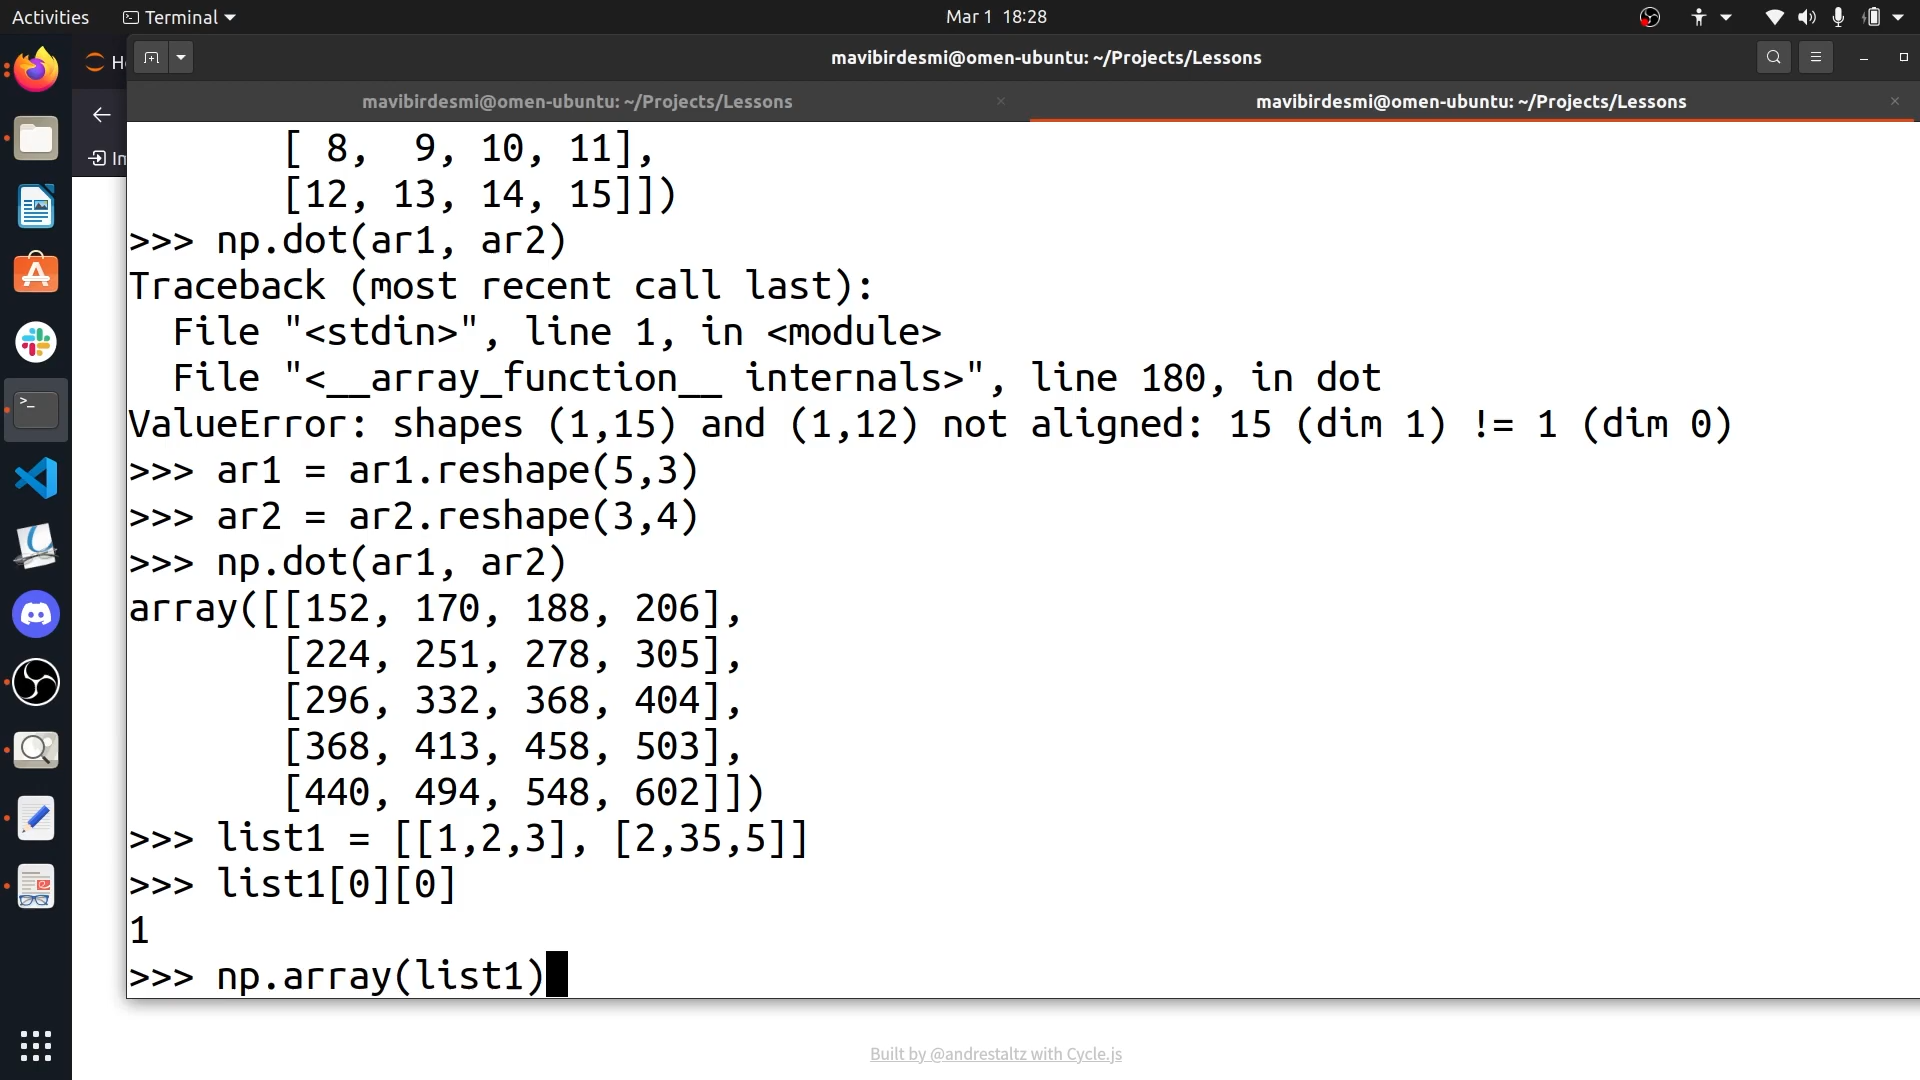 Activities
Terminal
Mar 1 18:28
mavibirdesmi@omen-ubuntu: ~/Projects/Lessons
mavibirdesmi@omen-ubuntu: ~/Projects/Lessons
mavibirdesmi@omen-ubuntu: ~/Projects/Lessons
[ 8, 9, 10, 11],
[12, 13, 14, 15]])
>>> np.dot(ar1, ar2)
Traceback (most recent call last):
File "<stdin>", line 1, in <module>
File "<__array_function__ internals>", line 180, in dot
ValueError: shapes (1,15) and (1,12) not aligned: 15 (dim 1) != 1 (dim 0)
>>> ar1 = ar1.reshape(5,3)
>>> ar2 = ar2.reshape(3,4)
>>> np.dot(ar1, ar2)
array([[152, 170, 188, 206],
[224, 251, 278, 305],
[296, 332, 368, 404],
[368, 413, 458, 503],
[440, 494, 548, 602]])
>>> list1 = [[1,2,3], [2,35,5]]
>>> list1[0][0]
1
>>> np.array(list1)
Built by @andrestaltz with Cycle.js